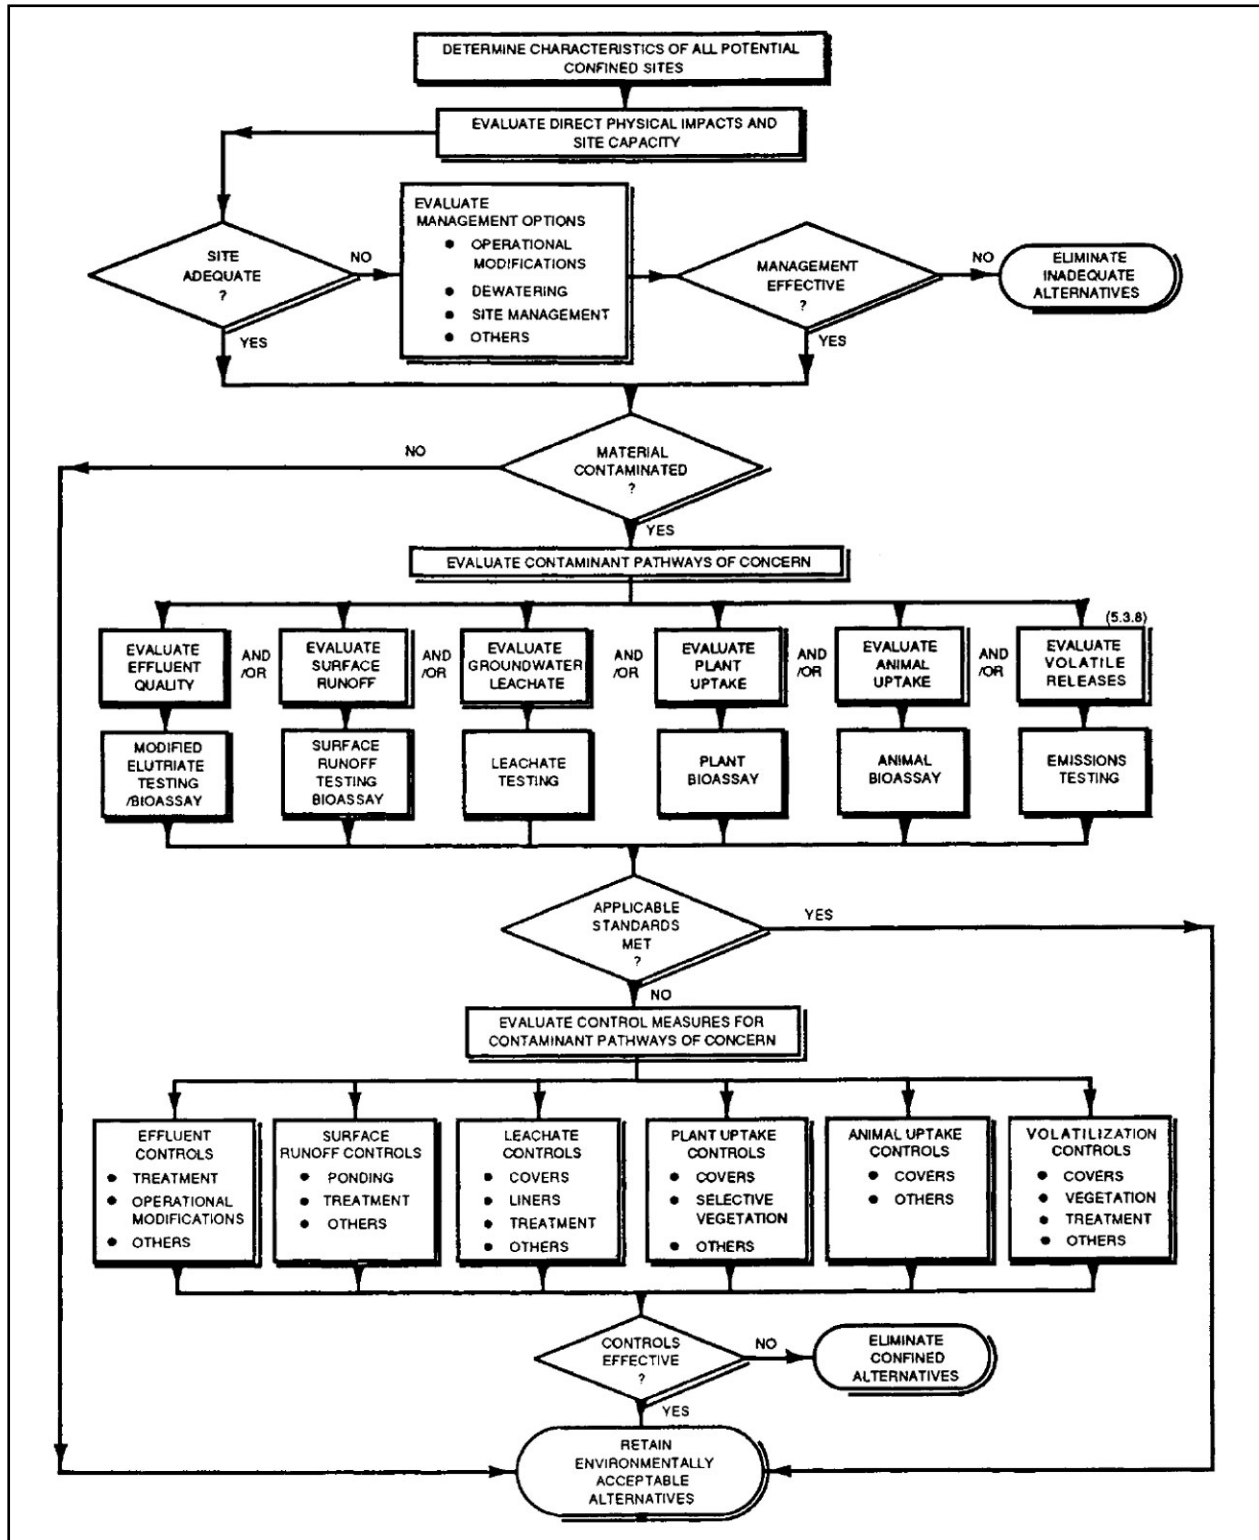 DETERMINE CHARACTERISTICS OF ALL POTENTIAL
CONFINED SITES
EVALUATE DIRECT PHYSICAL IMPACTS AND
SITE CAPACITY
SITE
ADEQUATE
?
NO
YES
EVALUATE
MANAGEMENT OPTIONS
● OPERATIONAL
MODIFICATIONS
● DEWATERING
● SITE MANAGEMENT
● OTHERS
MANAGEMENT
EFFECTIVE
?
NO
YES
ELIMINATE
INADEQUATE
ALTERNATIVES
MATERIAL
CONTAMINATED
?
NO
YES
EVALUATE CONTAMINANT PATHWAYS OF CONCERN
EVALUATE
EFFLUENT
QUALITY
AND
/OR
EVALUATE
SURFACE
RUNOFF
AND
/OR
EVALUATE
GROUNDWATER
LEACHATE
AND
/OR
EVALUATE
PLANT
UPTAKE
AND
/OR
EVALUATE
ANIMAL
UPTAKE
AND
/OR
(5.3.8)
EVALUATE
VOLATILE
RELEASES
MODIFIED
ELUTRIATE
TESTING
/BIOASSAY
SURFACE
RUNOFF
TESTING
BIOASSAY
LEACHATE
TESTING
PLANT
BIOASSAY
ANIMAL
BIOASSAY
EMISSIONS
TESTING
APPLICABLE
STANDARDS
MET
?
YES
NO
EVALUATE CONTROL MEASURES FOR
CONTAMINANT PATHWAYS OF CONCERN
EFFLUENT
CONTROLS
● TREATMENT
● OPERATIONAL
MODIFICATIONS
● OTHERS
SURFACE
RUNOFF CONTROLS
● PONDING
● TREATMENT
● OTHERS
LEACHATE
CONTROLS
● COVERS
● LINERS
● TREATMENT
● OTHERS
PLANT UPTAKE
CONTROLS
● COVERS
● SELECTIVE
VEGETATION
● OTHERS
ANIMAL UPTAKE
CONTROLS
● COVERS
● OTHERS
VOLATILIZATION
CONTROLS
● COVERS
● VEGETATION
● TREATMENT
● OTHERS
CONTROLS
EFFECTIVE
?
NO
YES
ELIMINATE
CONFINED
ALTERNATIVES
RETAIN
ENVIRONMENTALLY
ACCEPTABLE
ALTERNATIVES